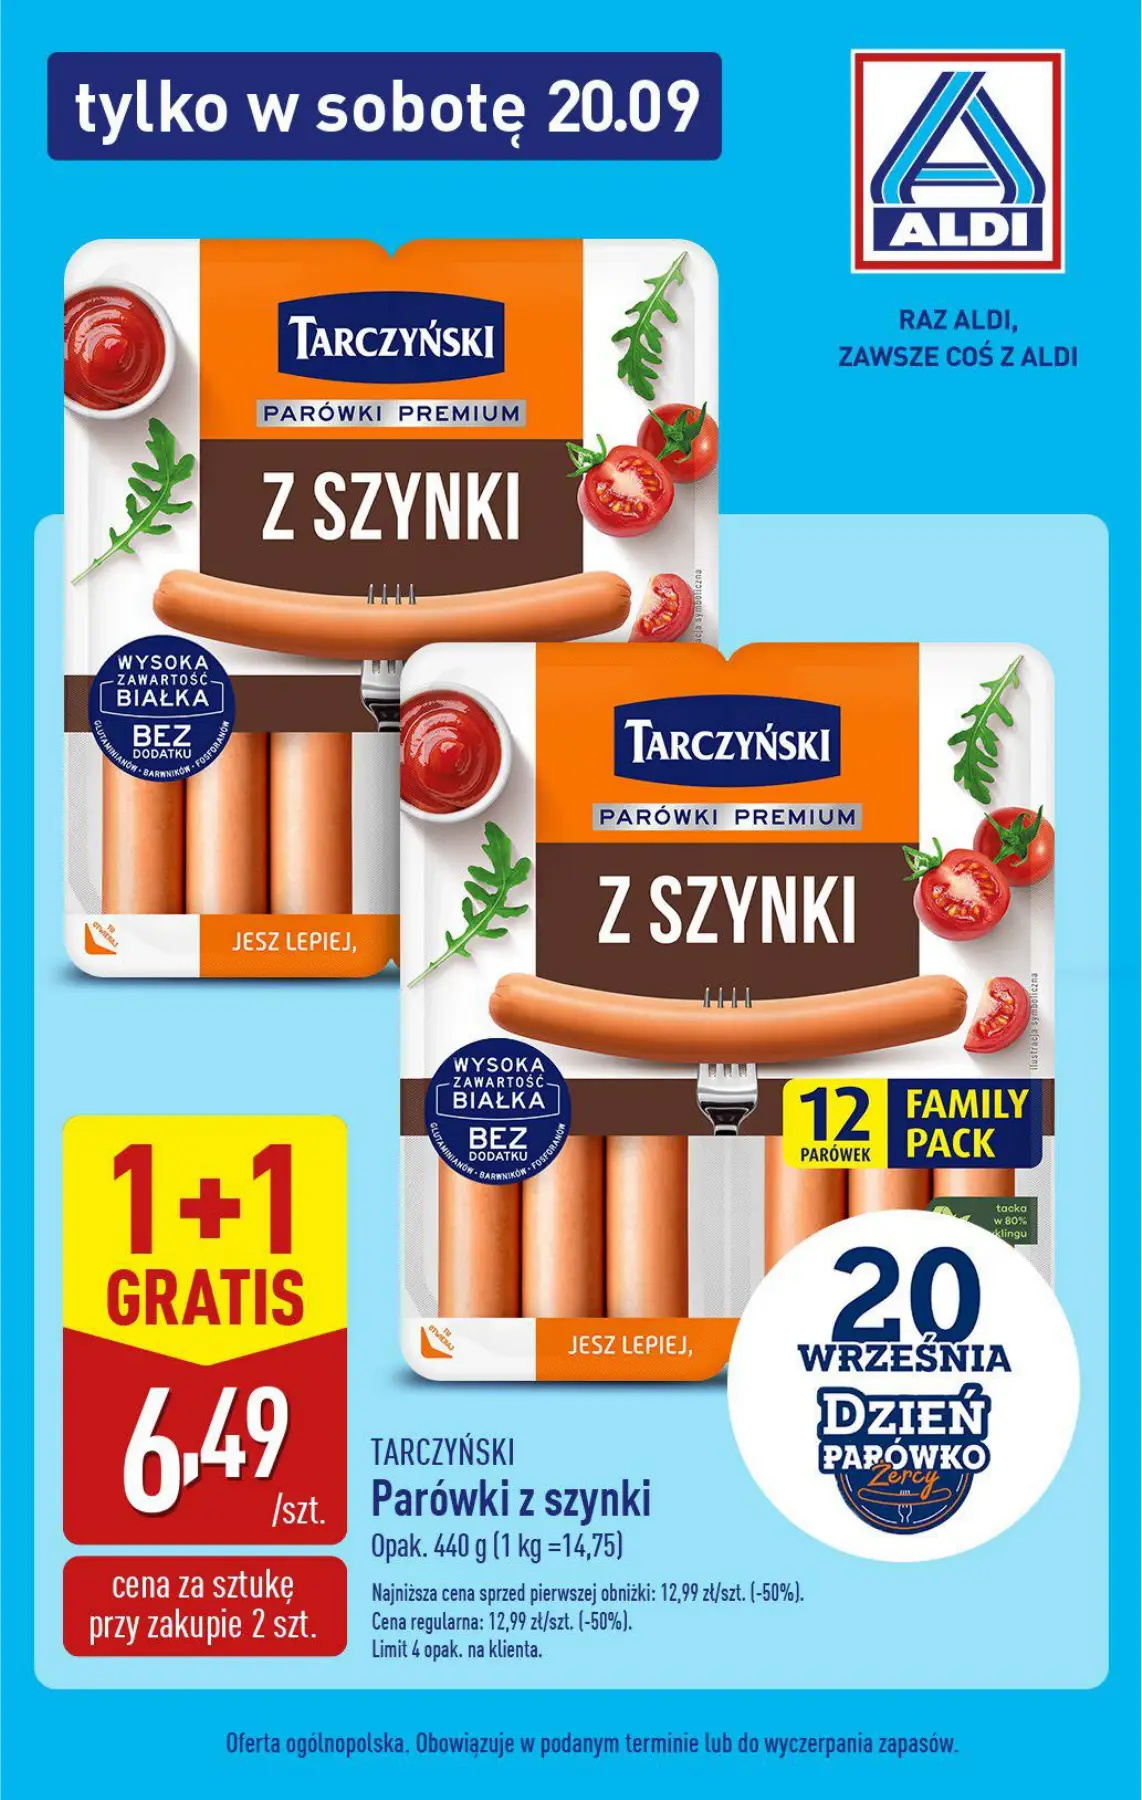 tylko w sobotę 20.09
ALDI
RAZ ALDI,
ZAWSZE COŚ Z ALDI
TARCZYŃSKI
PARÓWKI PREMIUM
Z SZYNKI
WYSOKA
ZAWARTOŚĆ
BIAŁKA
BEZ
DODATKU
GLUTAMINIANÓW • BARWNIKÓW • FOSFORANÓW
TU OTWIERAJ
JESZ LEPIEJ,
TARCZYŃSKI
PARÓWKI PREMIUM
Z SZYNKI
ilustracja symboliczna
WYSOKA
ZAWARTOŚĆ
BIAŁKA
BEZ
DODATKU
GLUTAMINIANÓW • BARWNIKÓW • FOSFORANÓW
12
PARÓWEK
FAMILY
PACK
tacka
w 80%
TU OTWIERAJ
JESZ LEPIEJ,
1+1
GRATIS
6,49
/szt.
cena za sztukę
przy zakupie 2 szt.
20
WRZEŚNIA
DZIEŃ
PARÓWKO
Żercy
TARCZYŃSKI
Parówki z szynki
Opak. 440 g (1 kg =14,75)
Najniższa cena sprzed pierwszej obniżki: 12,99 zł/szt. (-50%).
Cena regularna: 12,99 zł/szt. (-50%).
Limit 4 opak. na klienta.
Oferta ogólnopolska. Obowiązuje w podanym terminie lub do wyczerpania zapasów.